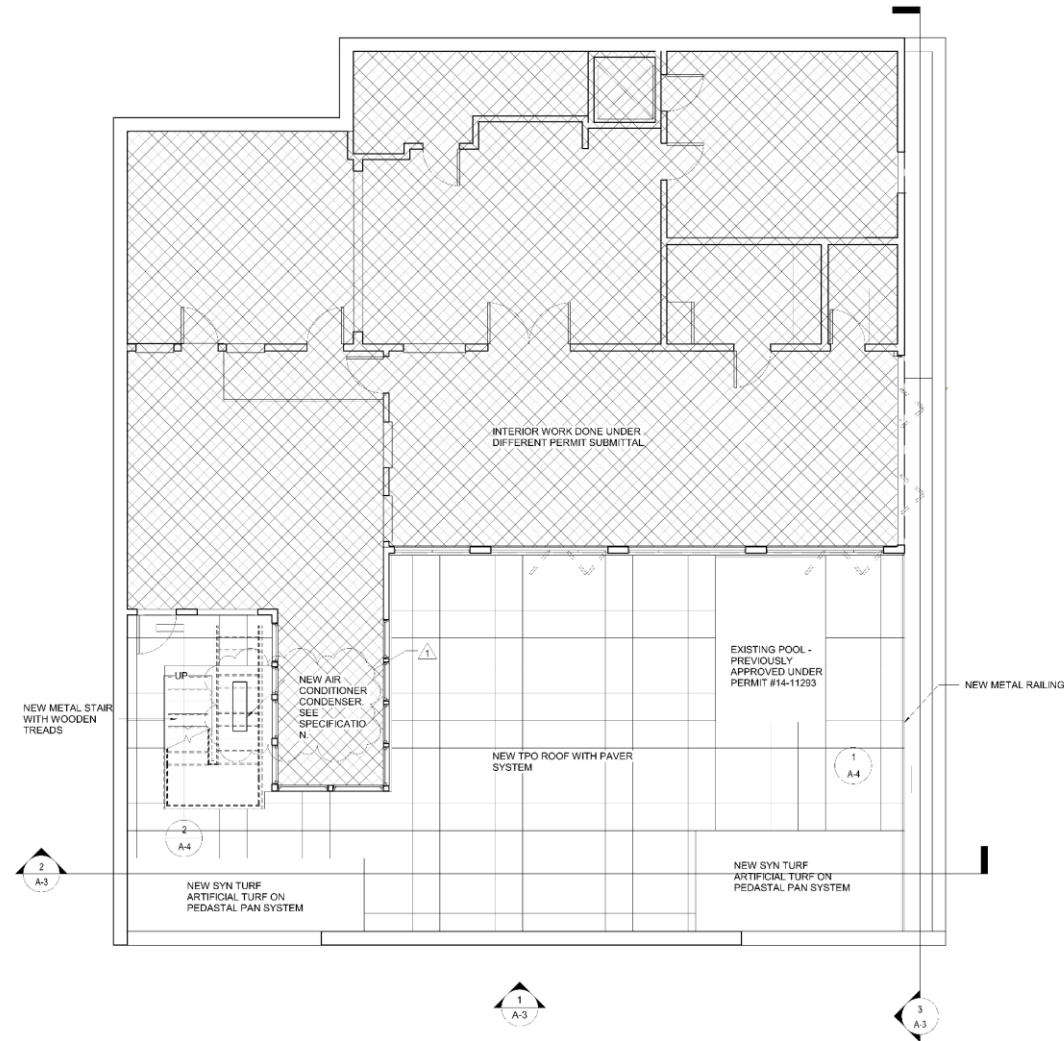 INTERIOR WORK DONE UNDER
DIFFERENT PERMIT SUBMITTAL
1
EXISTING POOL -
PREVIOUSLY
APPROVED UNDER
PERMIT #14-11293
NEW METAL RAILING
UP
NEW AIR
CONDITIONER
CONDENSER.
SEE
SPECIFICATIO
N.
NEW METAL STAIR
WITH WOODEN
TREADS
NEW TPO ROOF WITH PAVER
SYSTEM
1
A-4
2
A-4
2
A-3
NEW SYN TURF
ARTIFICIAL TURF ON
PEDASTAL PAN SYSTEM
NEW SYN TURF
ARTIFICIAL TURF ON
PEDASTAL PAN SYSTEM
1
A-3
3
A-3